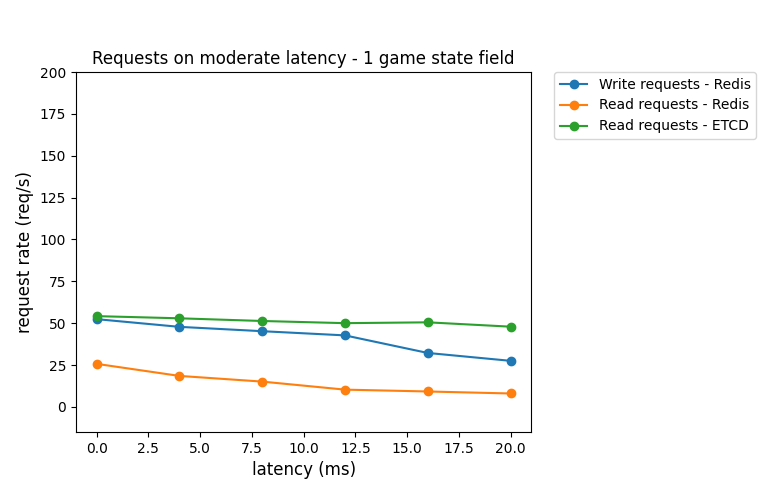 Requests on moderate latency - 1 game state field
Write requests - Redis
Read requests - Redis
Read requests - ETCD
request rate (req/s)
200
175
150
125
100
75
50
25
0
0.0 2.5 5.0 7.5 10.0 12.5 15.0 17.5 20.0
latency (ms)